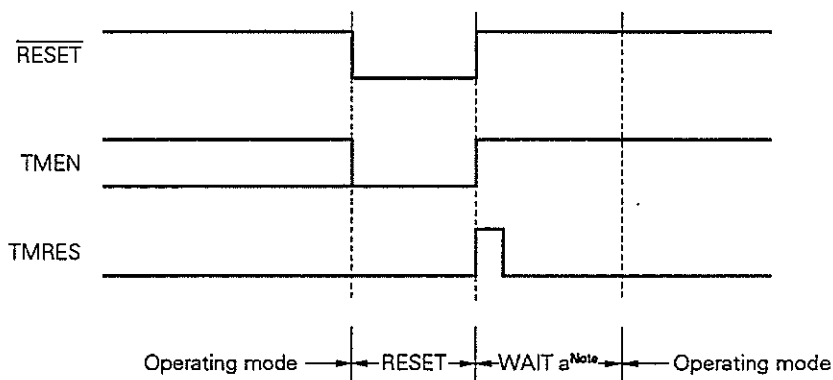 RESET
TMEN
TMRES
Operating mode RESET WAIT a Note Operating mode